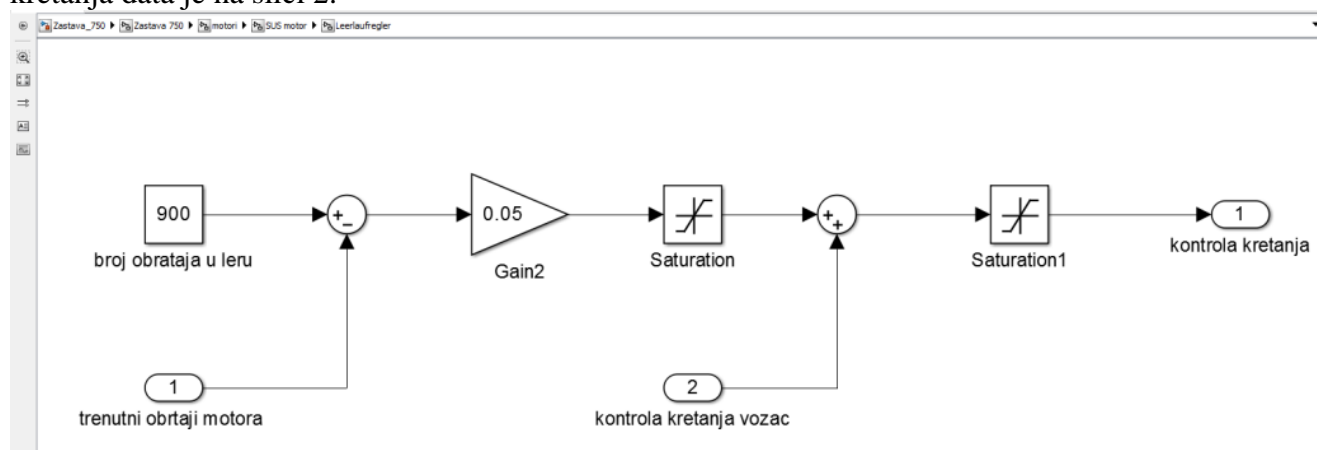 kretanja data je na slici 2.
Zastava_750 Zastava 750 motori SUS motor Leerlaufregler
900
+
−
0.05
+
+
1
broj obrataja u leru
Gain2
Saturation
Saturation1
kontrola kretanja
1
2
trenutni obrtaji motora
kontrola kretanja vozac